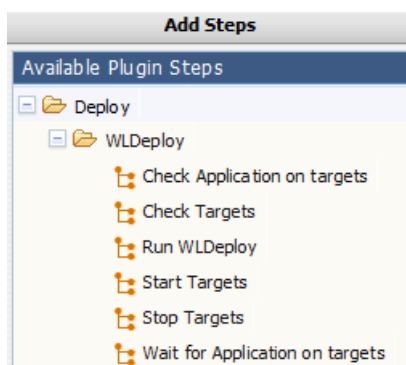 Add Steps
Available Plugin Steps
Deploy
WLDeploy
Check Application on targets
Check Targets
Run WLDeploy
Start Targets
Stop Targets
Wait for Application on targets